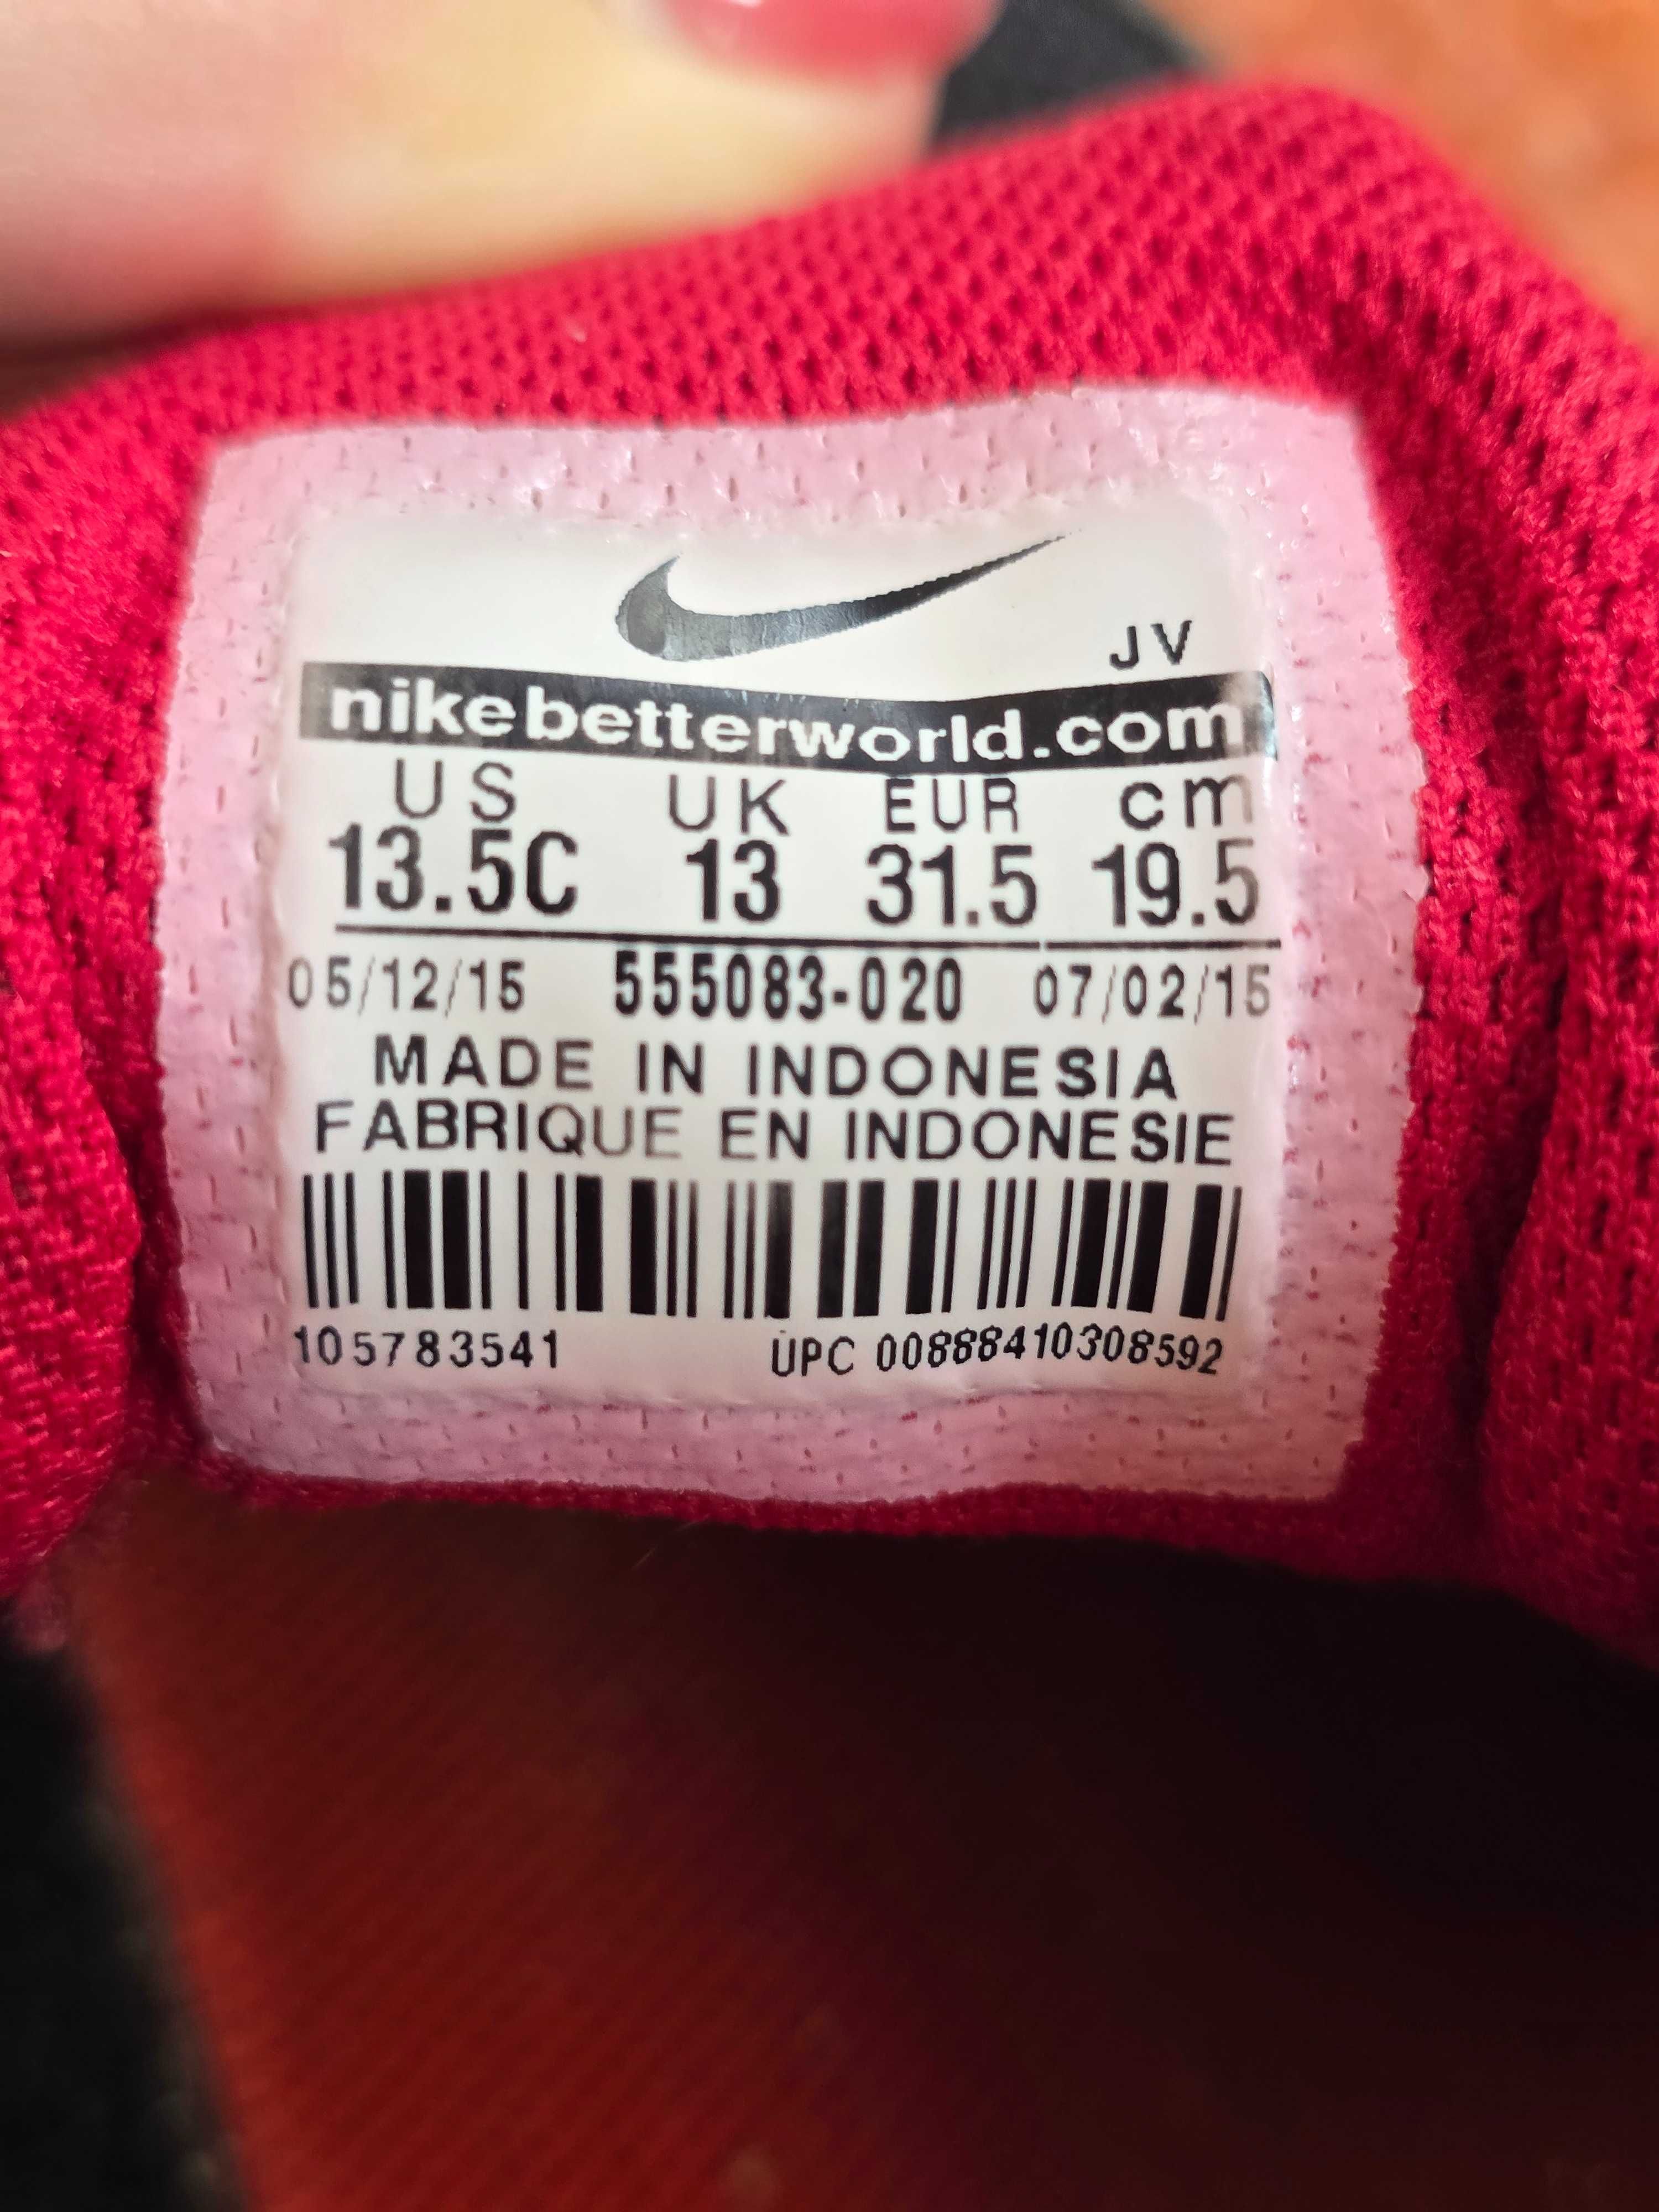 JV
nikebetterworld.com
US UK EUR cm
13.5C 13 31.5 19.5
05/12/15 555083-020 07/02/15
MADE IN INDONESIA
FABRIQUE EN INDONESIE
105783541 UPC 00888410308592